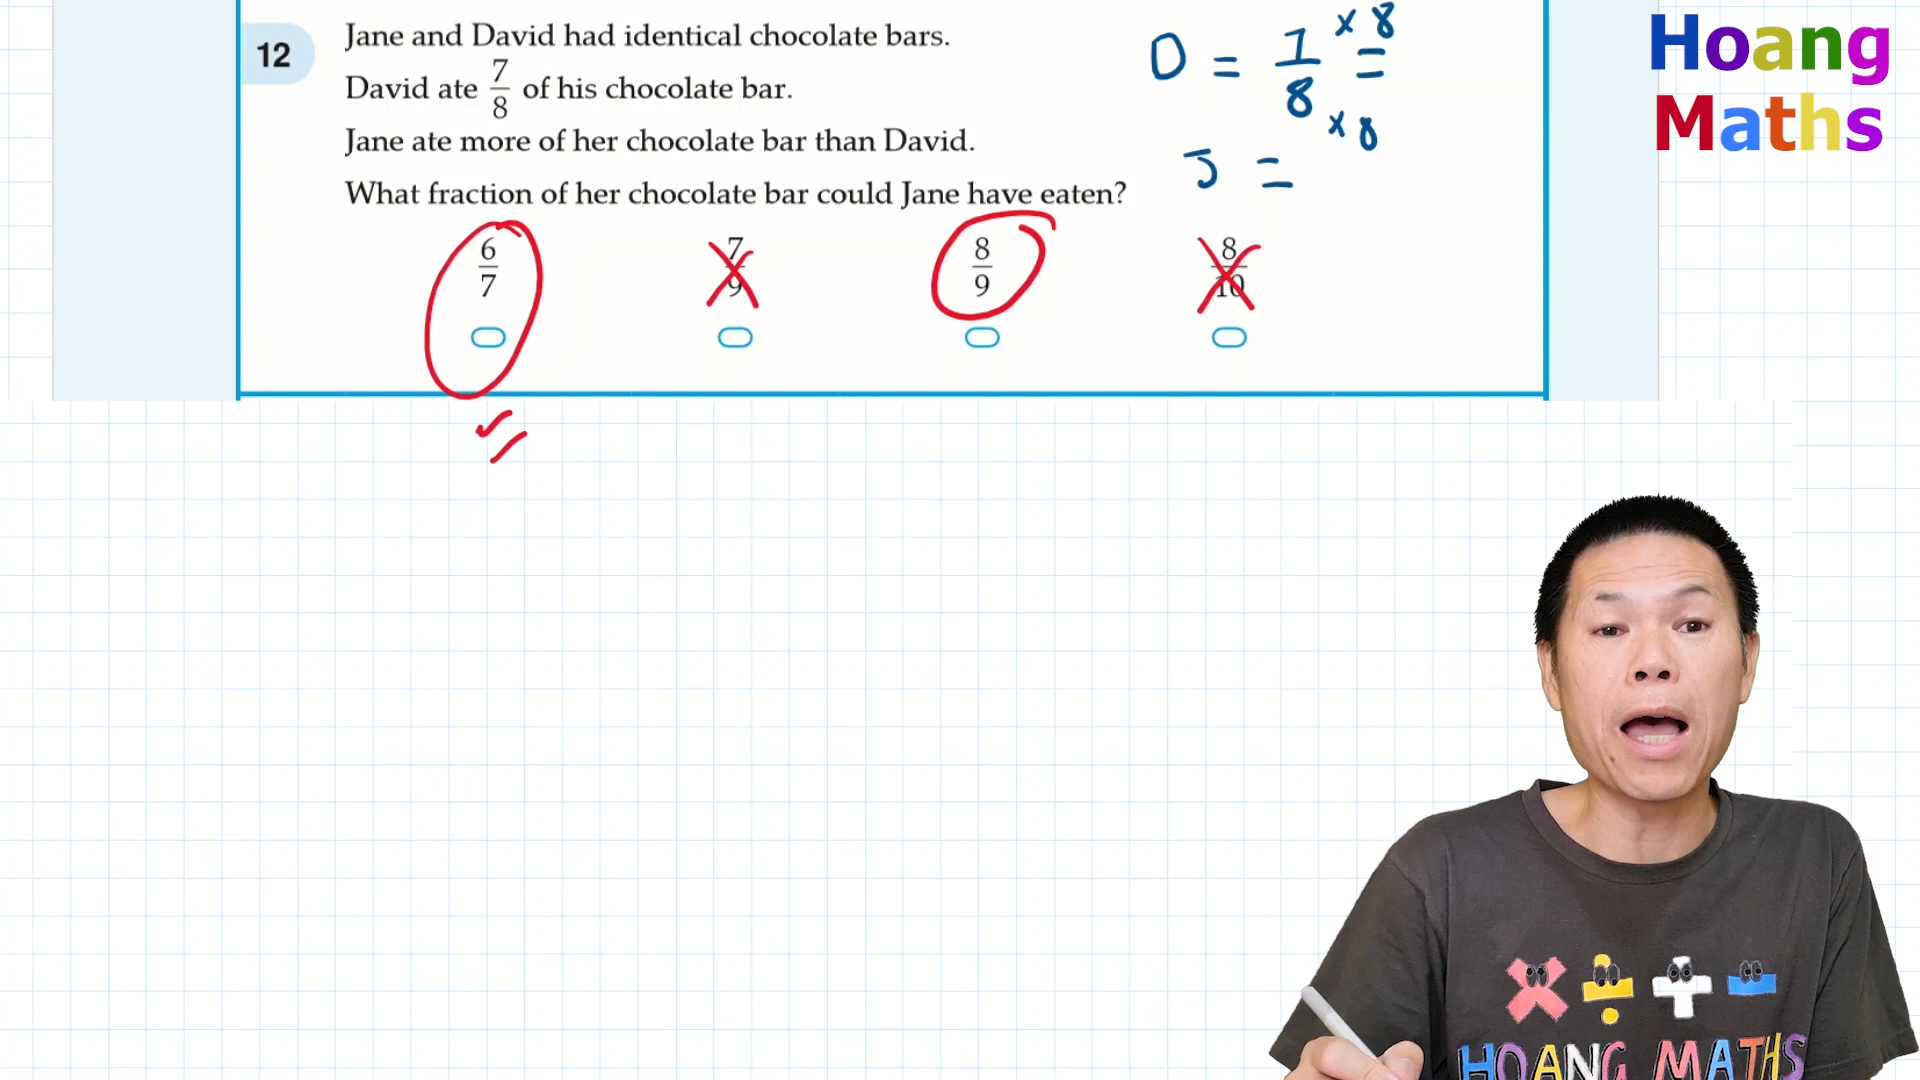 12
Jane and David had identical chocolate bars.
David ate 7/8 of his chocolate bar.
Jane ate more of her chocolate bar than David.
What fraction of her chocolate bar could Jane have eaten?
6/7 7/9 8/9 8/10
D = 7/8 × 8 =
× 8
J =
Hoang
Maths
HOANG MATHS